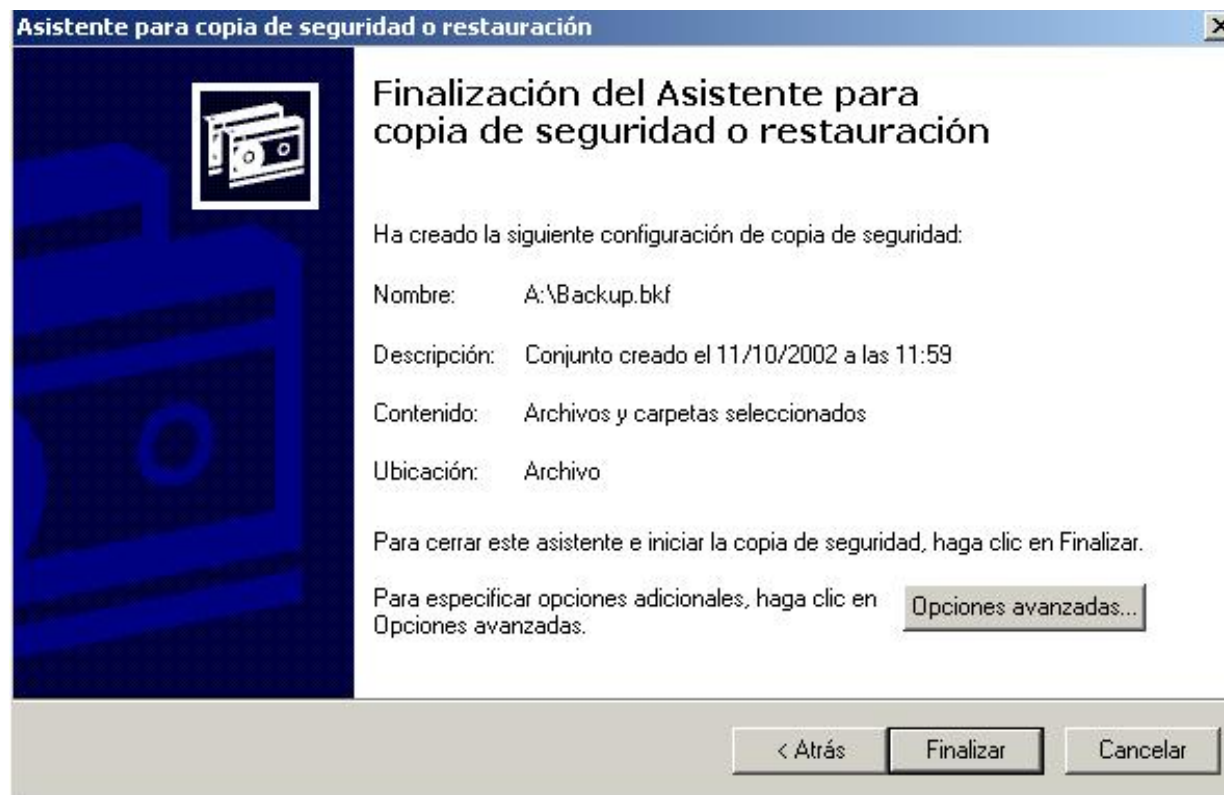 Asistente para copia de seguridad o restauración
Finalización del Asistente para
copia de seguridad o restauración
Ha creado la siguiente configuración de copia de seguridad:
Nombre: A:\Backup.bkf
Descripción: Conjunto creado el 11/10/2002 a las 11:59
Contenido: Archivos y carpetas seleccionados
Ubicación: Archivo
Para cerrar este asistente e iniciar la copia de seguridad, haga clic en Finalizar.
Para especificar opciones adicionales, haga clic en
Opciones avanzadas.
Opciones avanzadas...
< Atrás
Finalizar
Cancelar